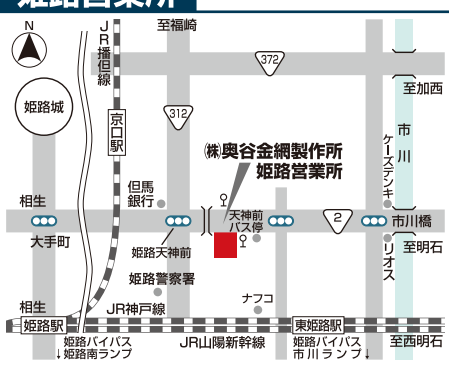 姫路営業所
N
至福崎
JR播但線
372
至加西
姫路城
312
京口駅
市川
㈱奥谷金網製作所
姫路営業所
ケーズデンキ
但馬
銀行
相生
天神前
バス停
2
市川橋
大手町
姫路天神前
至明石
リオス
姫路警察署
ナフコ
相生
JR神戸線
姫路駅
東姫路駅
姫路バイパス
↓姫路南ランプ
JR山陽新幹線
姫路バイパス
市川ランプ↓
至西明石